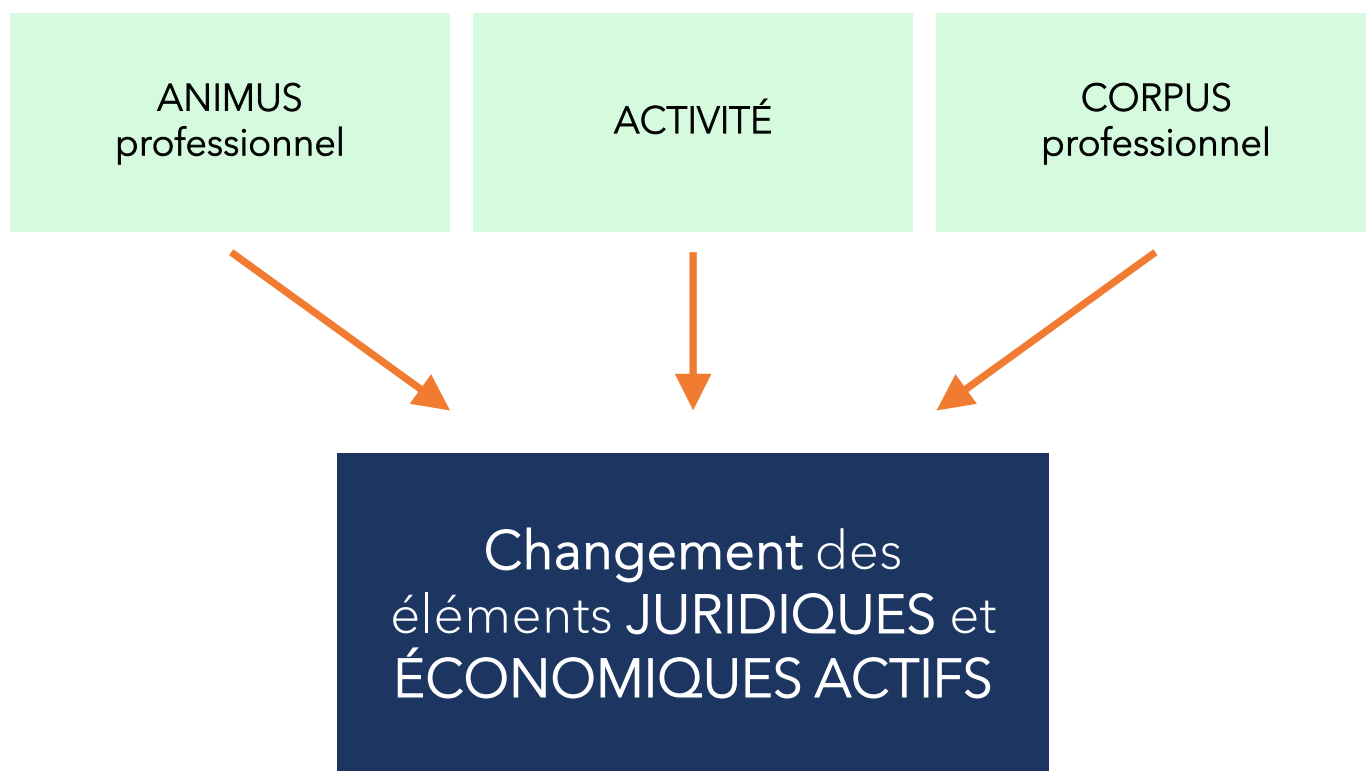 ANIMUS
professionnel
ACTIVITÉ
CORPUS
professionnel
Changement des
éléments JURIDIQUES et
ÉCONOMIQUES ACTIFS